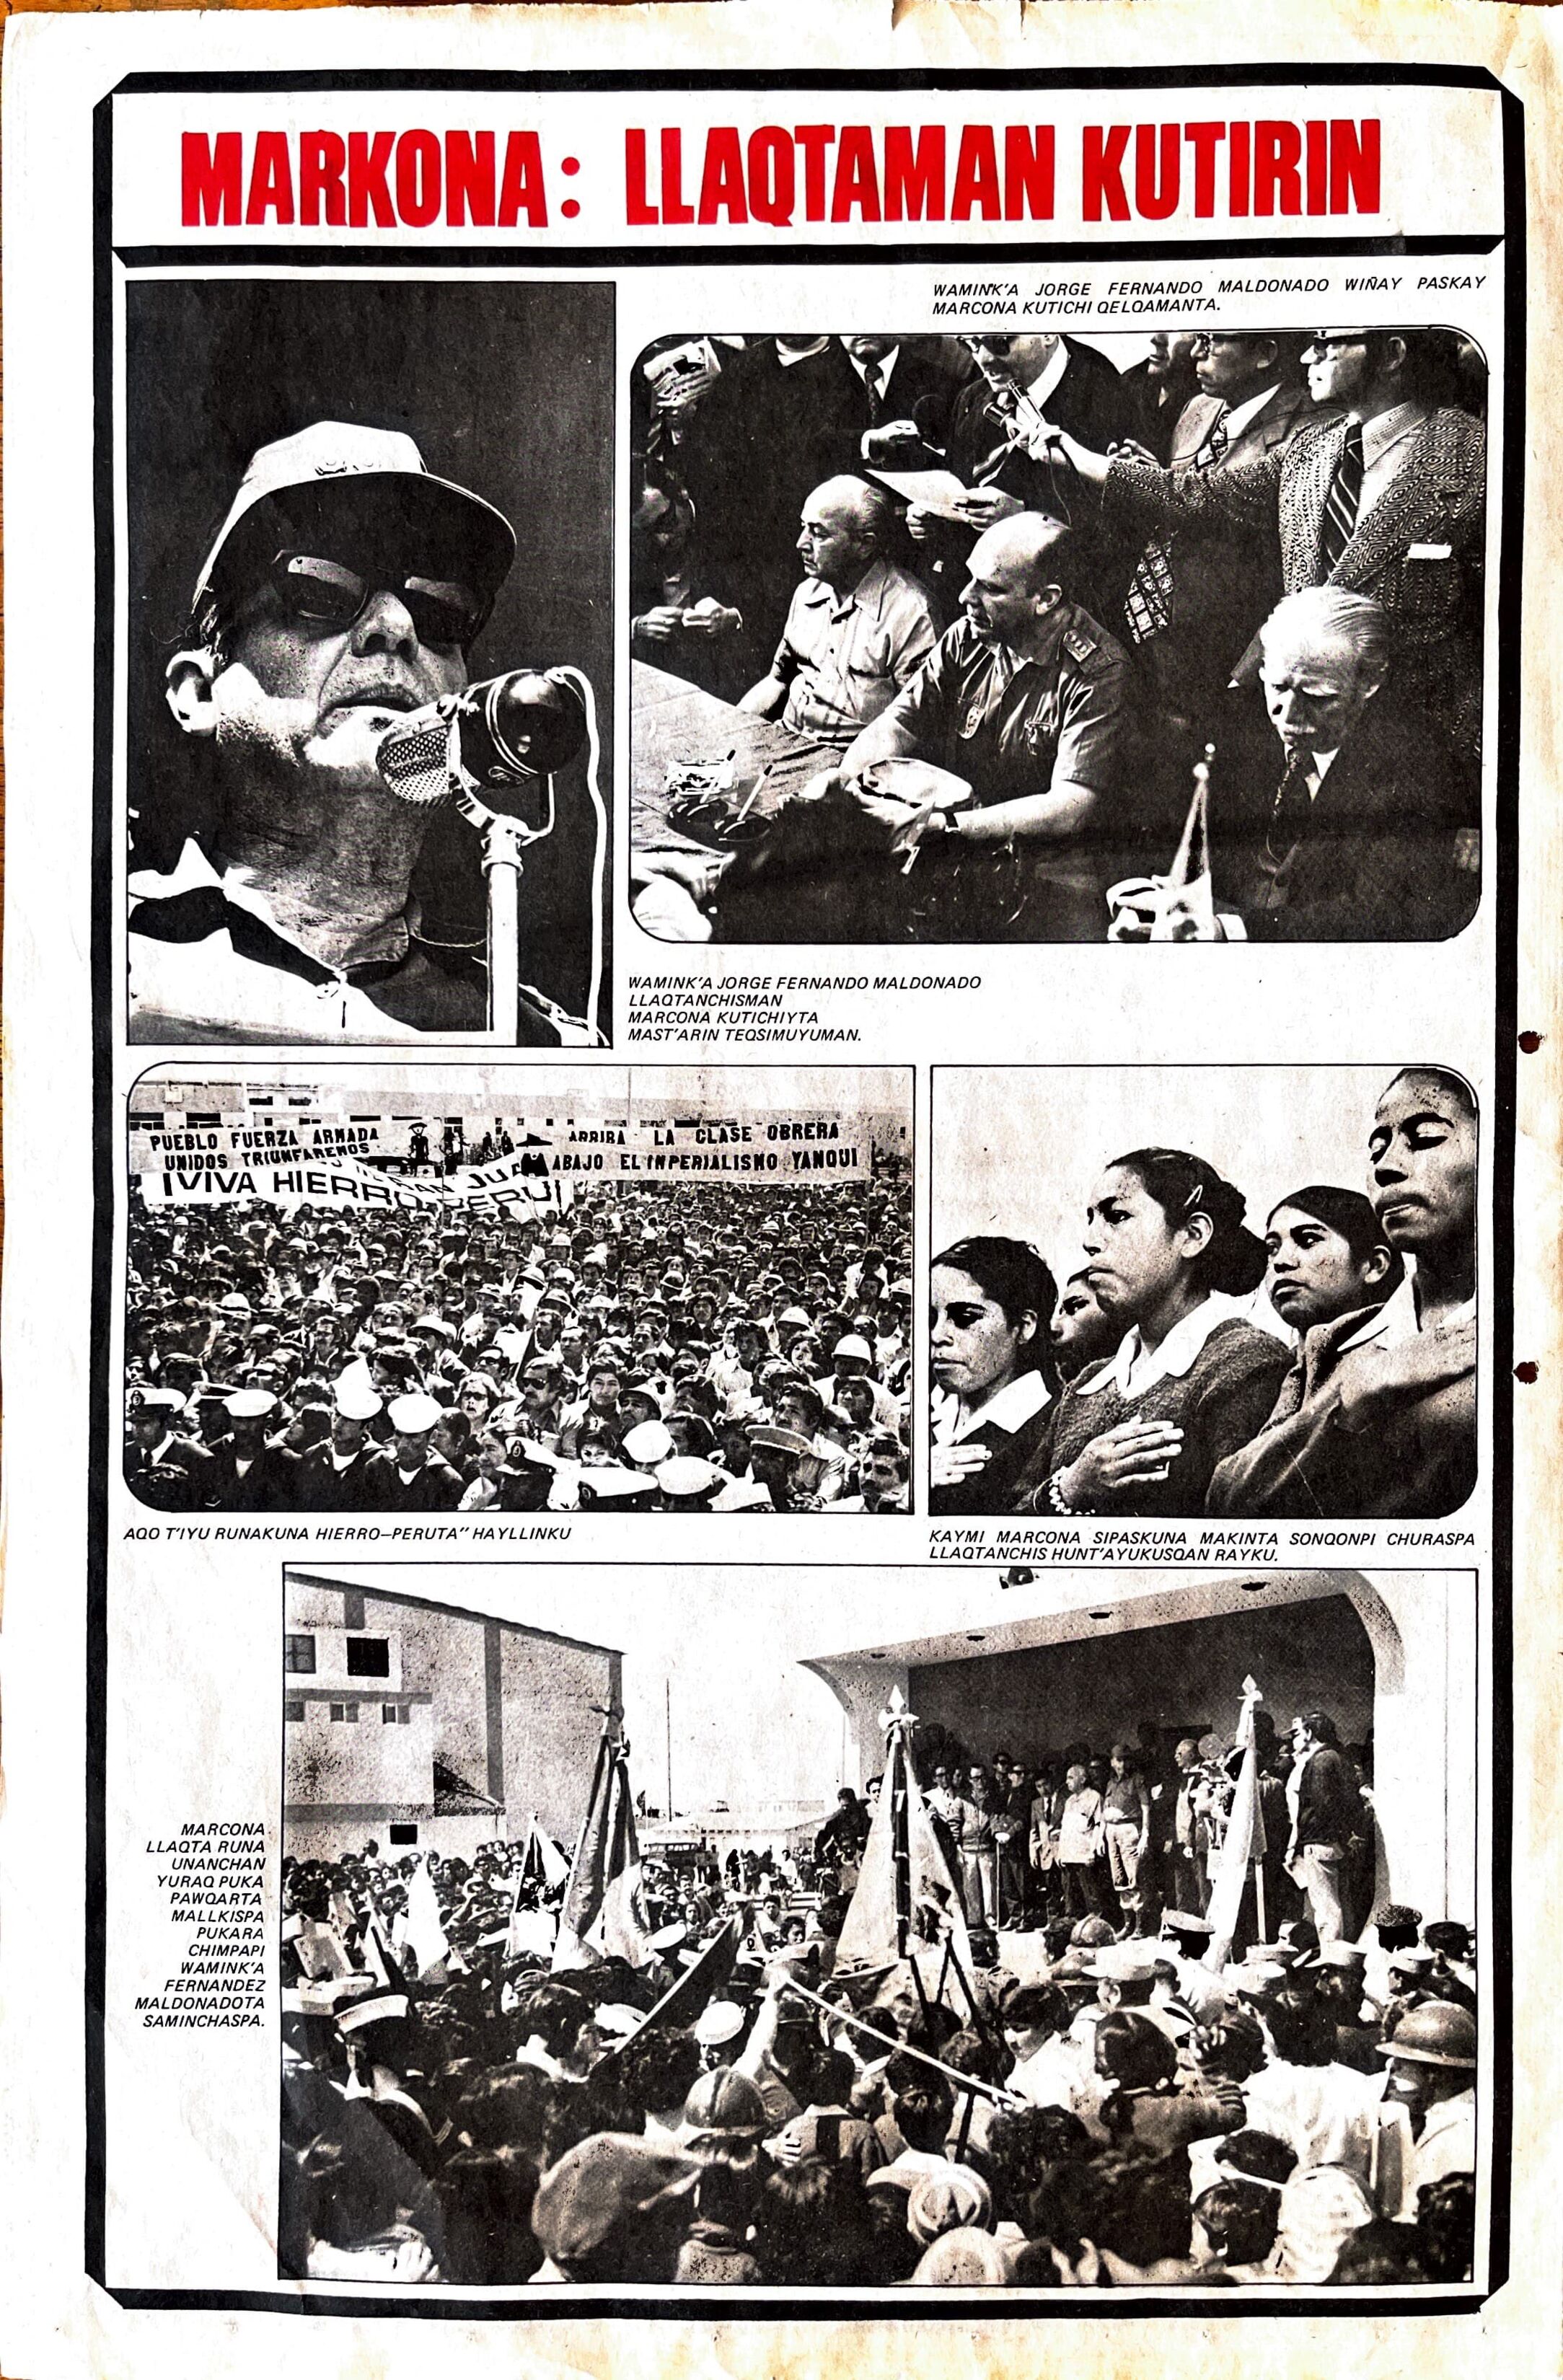 MARKONA: LLAQTAMAN KUTIRIN
WAMINK'A JORGE FERNANDO MALDONADO WIÑAY PASKAY
MARCONA KUTICHI QELQAMANTA.
WAMINK'A JORGE FERNANDO MALDONADO
LLAQTANCHISMAN
MARCONA KUTICHIYTA
MAST'ARIN TEQSIMUYUMAN.
PUEBLO FUERZA ARMADA
UNIDOS TRIUNFAREMOS
¡VIVA HIERRO PERU!
ARRIBA LA CLASE OBRERA
ABAJO EL IMPERIALISMO YANQUI
AQO T'IYU RUNAKUNA HIERRO—PERUTA" HAYLLINKU
KAYMI MARCONA SIPASKUNA MAKINTA SONQONPI CHURASPA
LLAQTANCHIS HUNT'AYUKUSQAN RAYKU.
MARCONA
LLAQTA RUNA
UNANCHAN
YURAQ PUKA
PAWQARTA
MALLKISPA
PUKARA
CHIMPAPI
WAMINK'A
FERNANDEZ
MALDONADOTA
SAMINCHASPA.